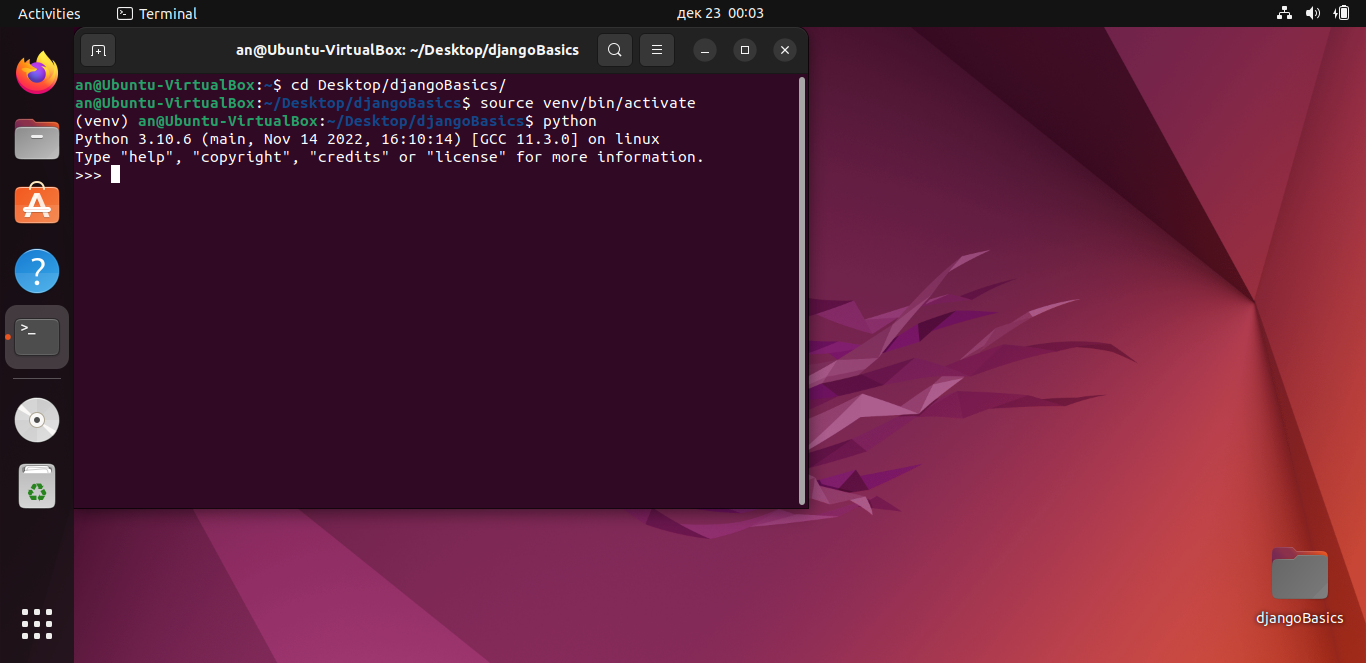 Activities
Terminal
дек 23 00:03
an@Ubuntu-VirtualBox: ~/Desktop/djangoBasics
an@Ubuntu-VirtualBox:~$ cd Desktop/djangoBasics/
an@Ubuntu-VirtualBox:~/Desktop/djangoBasics$ source venv/bin/activate
(venv) an@Ubuntu-VirtualBox:~/Desktop/djangoBasics$ python
Python 3.10.6 (main, Nov 14 2022, 16:10:14) [GCC 11.3.0] on linux
Type "help", "copyright", "credits" or "license" for more information.
>>>
djangoBasics